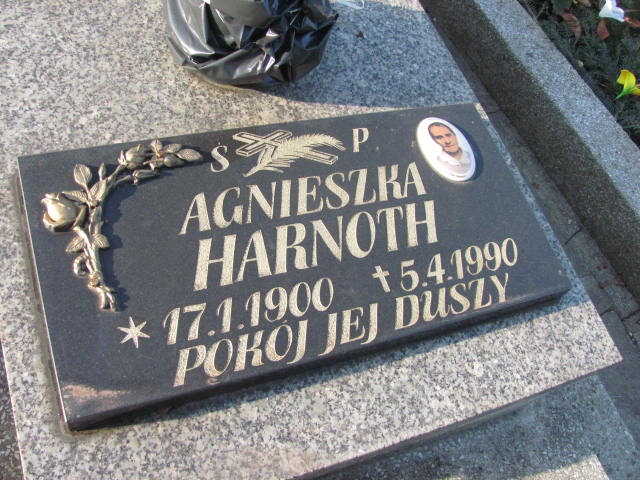 Ś P
AGNIESZKA
HARNOTH
* 17.1.1900 † 5.4.1990
POKÓJ JEJ DUSZY